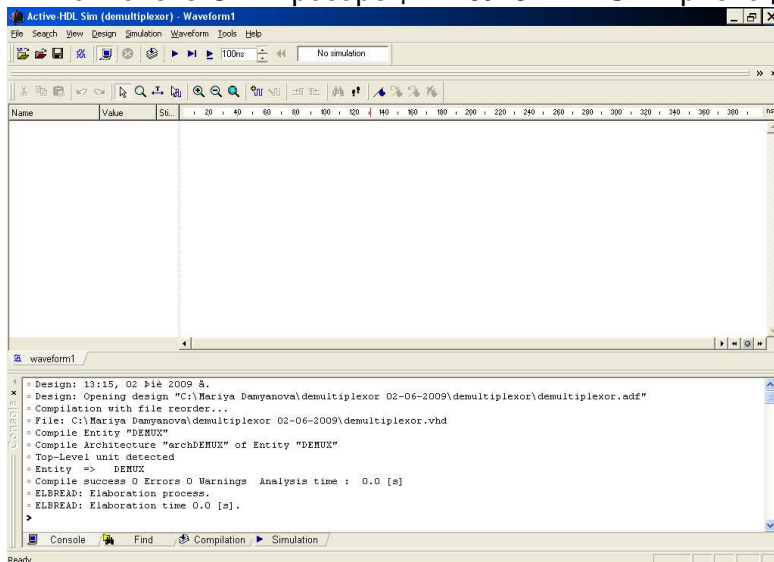 Active-HDL Sim (demultiplexor) - Waveform1
File Search View Design Simulation Waveform Tools Help
100ns No simulation
Name Value Sti... 20 40 60 80 100 120 140 160 180 200 220 240 260 280 300 320 340 360 380 ns
waveform1
Design: 13:15, 02 Þíè 2009 ã.
Design: Opening design "C:\Mariya Damyanova\demultiplexor 02-06-2009\demultiplexor\demultiplexor.adf"
Compilation with file reorder...
File: C:\Mariya Damyanova\demultiplexor 02-06-2009\demultiplexor.vhd
Compile Entity "DEMUX"
Compile Architecture "archDEMUX" of Entity "DEMUX"
Top-Level unit detected
Entity => DEMUX
Compile success 0 Errors 0 Warnings Analysis time : 0.0 [s]
ELBREAD: Elaboration process.
ELBREAD: Elaboration time 0.0 [s].
>
Console
Console Find Compilation Simulation
Ready